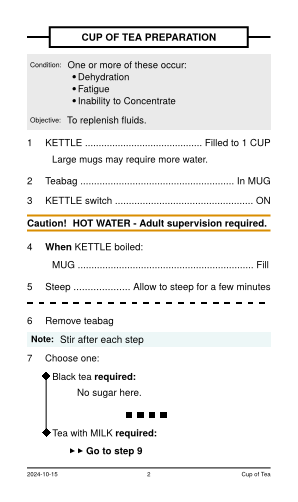 CUP OF TEA PREPARATION
Condition: One or more of these occur:
• Dehydration
• Fatigue
• Inability to Concentrate
Objective: To replenish fluids.
1 KETTLE ........................................... Filled to 1 CUP
Large mugs may require more water.
2 Teabag ......................................................... In MUG
3 KETTLE switch ................................................... ON
Caution! HOT WATER - Adult supervision required.
4 When KETTLE boiled:
MUG ................................................................. Fill
5 Steep ..................... Allow to steep for a few minutes
6 Remove teabag
Note: Stir after each step
7 Choose one:
Black tea required:
No sugar here.
Tea with MILK required:
Go to step 9
2024-10-15 2 Cup of Tea